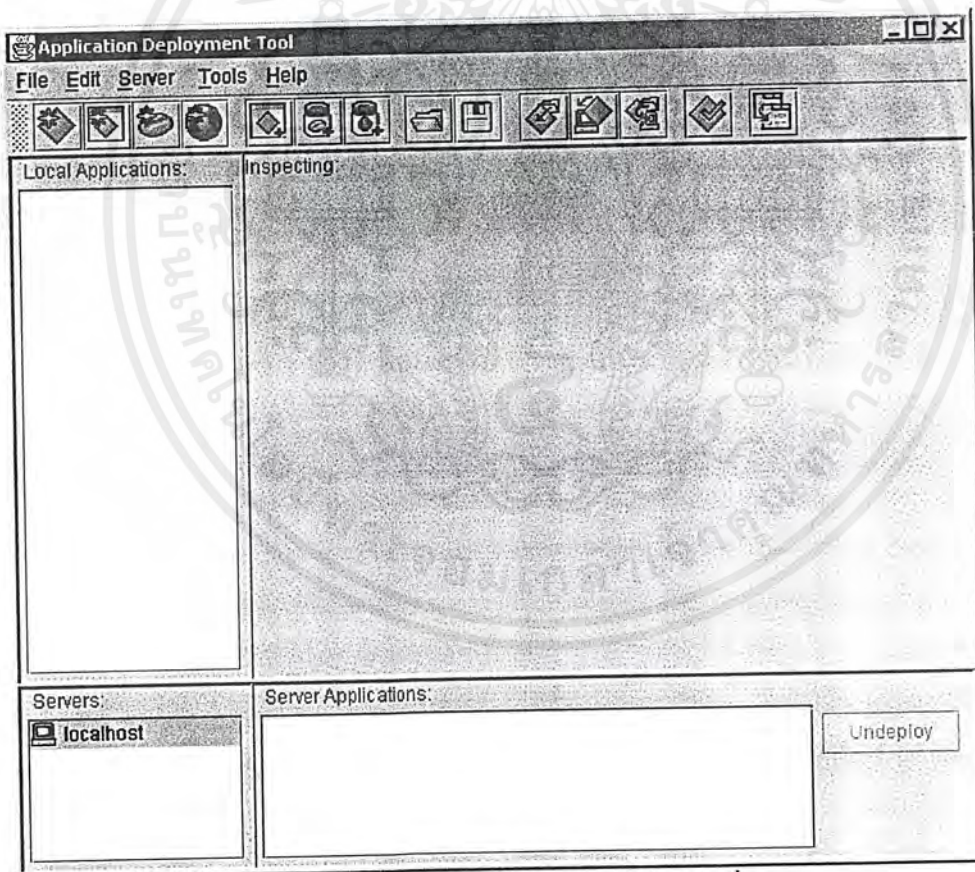 Application Deployment Tool
File Edit Server Tools Help
Local Applications:
Inspecting:
Servers:
Server Applications:
localhost
Undeploy